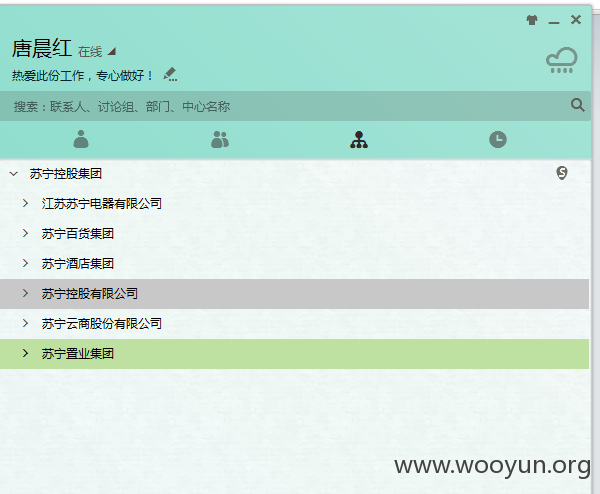 唐晨红 在线
热爱此份工作，专心做好！
搜索：联系人、讨论组、部门、中心名称
苏宁控股集团
江苏苏宁电器有限公司
苏宁百货集团
苏宁酒店集团
苏宁控股有限公司
苏宁云商股份有限公司
苏宁置业集团
www.wooyun.org